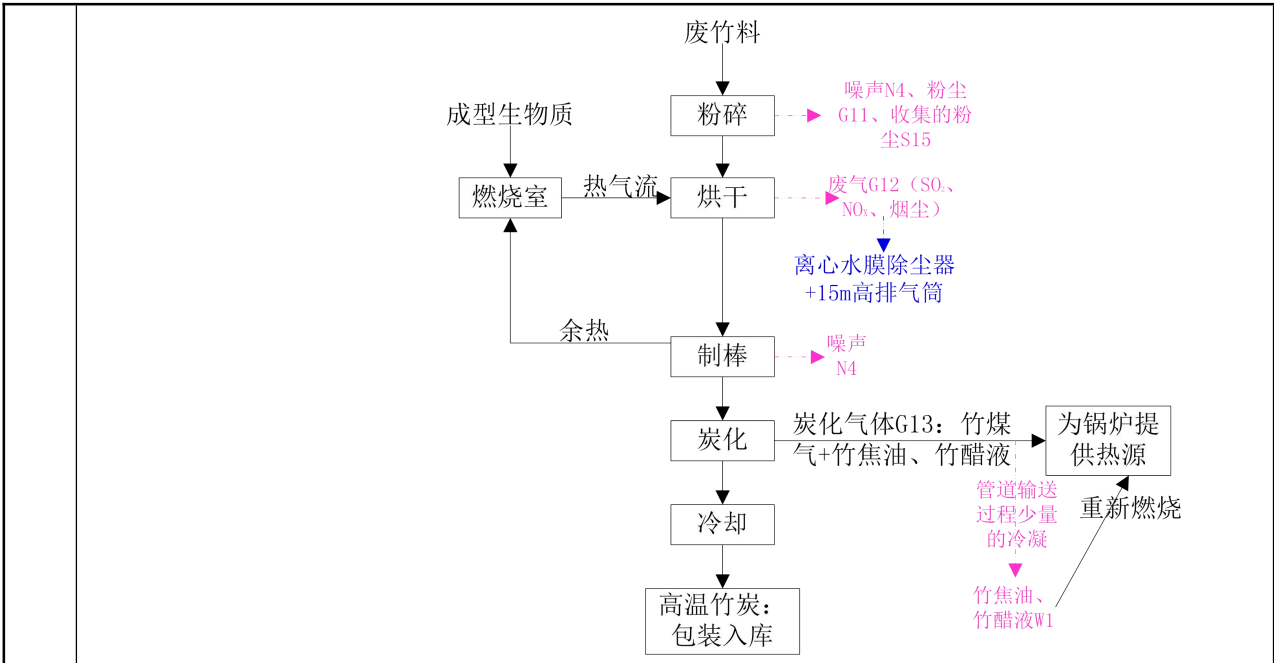 废竹料
粉碎
噪声N4、粉尘
G11、收集的粉
尘S15
成型生物质
燃烧室
热气流
烘干
废气G12（SO₂、
NOx、烟尘）
离心水膜除尘器
+15m高排气筒
余热
制棒
噪声
N4
炭化
炭化气体G13：竹煤
气+竹焦油、竹醋液
为锅炉提
供热源
管道输送
过程少量
的冷凝
重新燃烧
冷却
竹焦油、
竹醋液W1
高温竹炭：
包装入库